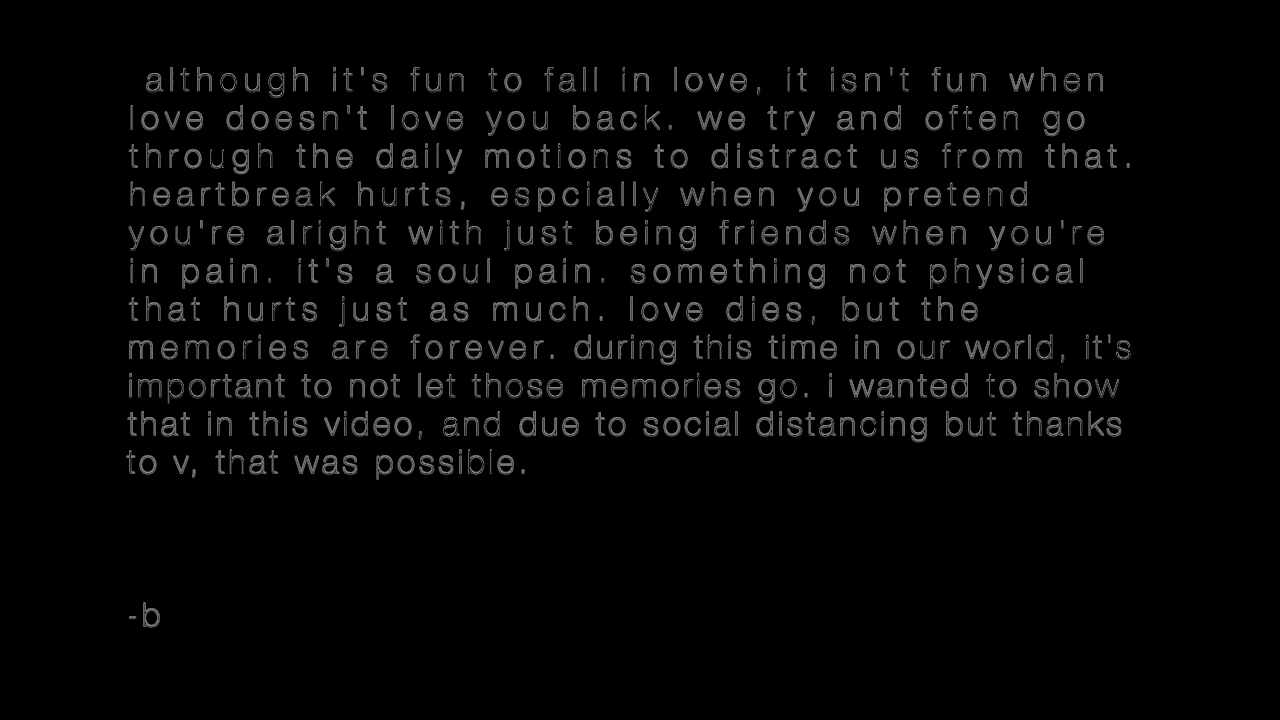 although it's fun to fall in love, it isn't fun when
love doesn't love you back. we try and often go
through the daily motions to distract us from that.
heartbreak hurts, espcially when you pretend
you're alright with just being friends when you're
in pain. it's a soul pain. something not physical
that hurts just as much. love dies, but the
memories are forever. during this time in our world, it's
important to not let those memories go. i wanted to show
that in this video, and due to social distancing but thanks
to v, that was possible.
-b